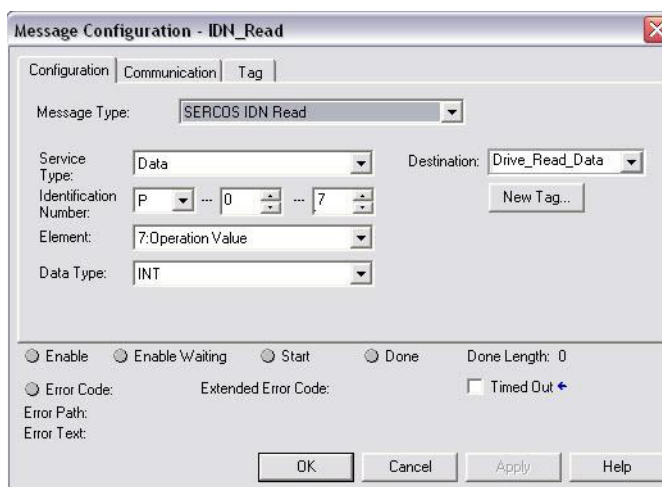 Message Configuration - IDN_Read
Configuration Communication Tag
Message Type: SERCOS IDN Read
Service Type: Data Destination: Drive_Read_Data
Identification Number: P --- 0 --- 7 New Tag...
Element: 7:Operation Value
Data Type: INT
Enable Enable Waiting Start Done Done Length: 0
Error Code: Extended Error Code: Timed Out
Error Path:
Error Text:
OK Cancel Apply Help